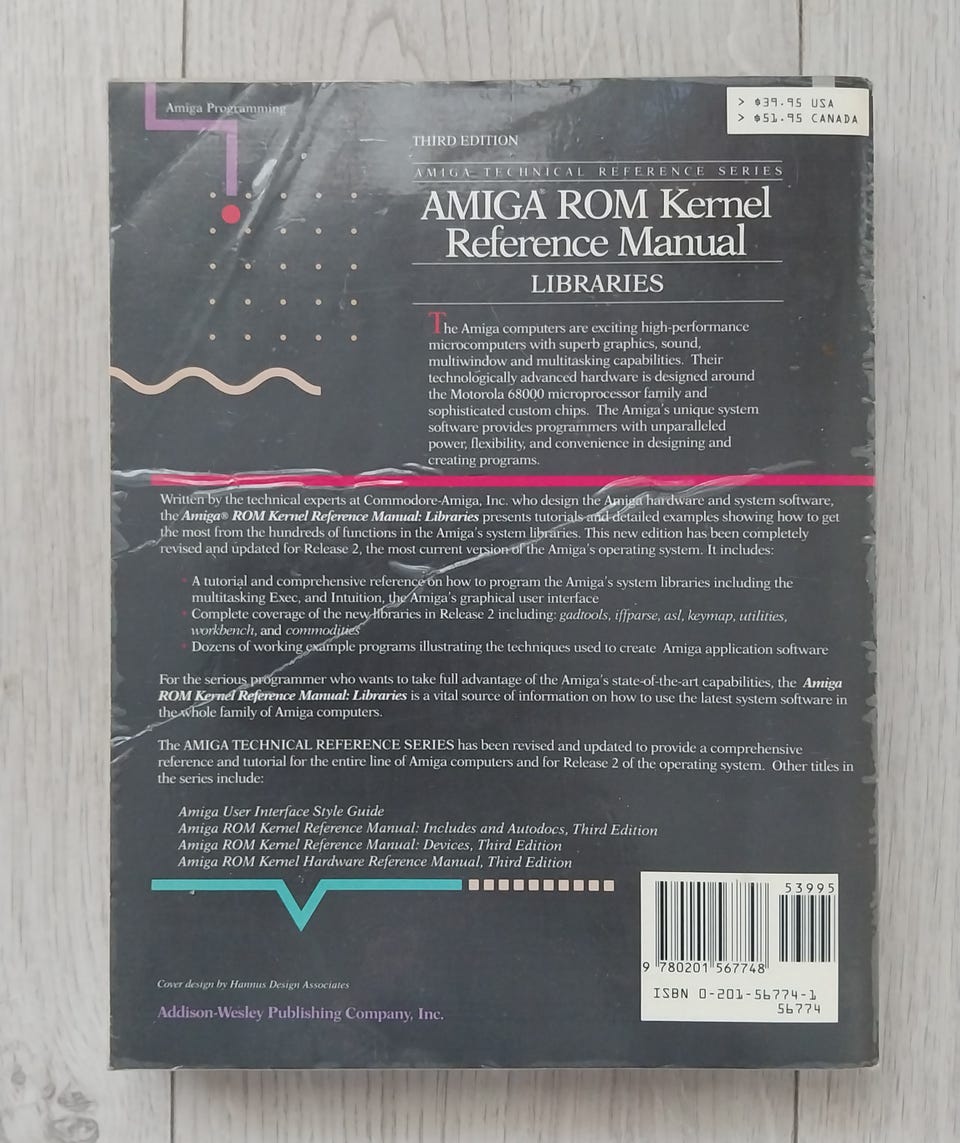 Amiga Programming
> $39.95 USA
> $51.95 CANADA
THIRD EDITION
AMIGA TECHNICAL REFERENCE SERIES
AMIGA® ROM Kernel
Reference Manual
LIBRARIES
The Amiga computers are exciting high-performance
microcomputers with superb graphics, sound,
multiwindow and multitasking capabilities. Their
technologically advanced hardware is designed around
the Motorola 68000 microprocessor family and
sophisticated custom chips. The Amiga's unique system
software provides programmers with unparalleled
power, flexibility, and convenience in designing and
creating programs.
Written by the technical experts at Commodore-Amiga, Inc. who design the Amiga hardware and system software,
the Amiga® ROM Kernel Reference Manual: Libraries presents tutorials and detailed examples showing how to get
the most from the hundreds of functions in the Amiga's system libraries. This new edition has been completely
revised and updated for Release 2, the most current version of the Amiga's operating system. It includes:
• A tutorial and comprehensive reference on how to program the Amiga's system libraries including the
multitasking Exec, and Intuition, the Amiga's graphical user interface
• Complete coverage of the new libraries in Release 2 including: gadtools, iffparse, asl, keymap, utilities,
workbench, and commodities
• Dozens of working example programs illustrating the techniques used to create Amiga application software
For the serious programmer who wants to take full advantage of the Amiga's state-of-the-art capabilities, the Amiga
ROM Kernel Reference Manual: Libraries is a vital source of information on how to use the latest system software in
the whole family of Amiga computers.
The AMIGA TECHNICAL REFERENCE SERIES has been revised and updated to provide a comprehensive
reference and tutorial for the entire line of Amiga computers and for Release 2 of the operating system. Other titles in
the series include:
Amiga User Interface Style Guide
Amiga ROM Kernel Reference Manual: Includes and Autodocs, Third Edition
Amiga ROM Kernel Reference Manual: Devices, Third Edition
Amiga ROM Kernel Hardware Reference Manual, Third Edition
53995
9 780201 567748
ISBN 0-201-56774-1
56774
Cover design by Hannus Design Associates
Addison-Wesley Publishing Company, Inc.